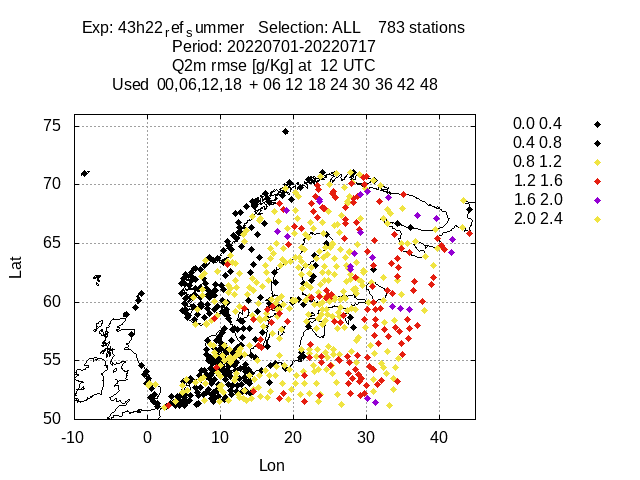 Exp: 43h22ref summer Selection: ALL 783 stations
Period: 20220701-20220717
Q2m rmse [g/Kg] at 12 UTC
Used 00,06,12,18 + 06 12 18 24 30 36 42 48
75
70
65
60
55
50
Lat
-10 0 10 20 30 40
Lon
0.0 0.4
0.4 0.8
0.8 1.2
1.2 1.6
1.6 2.0
2.0 2.4